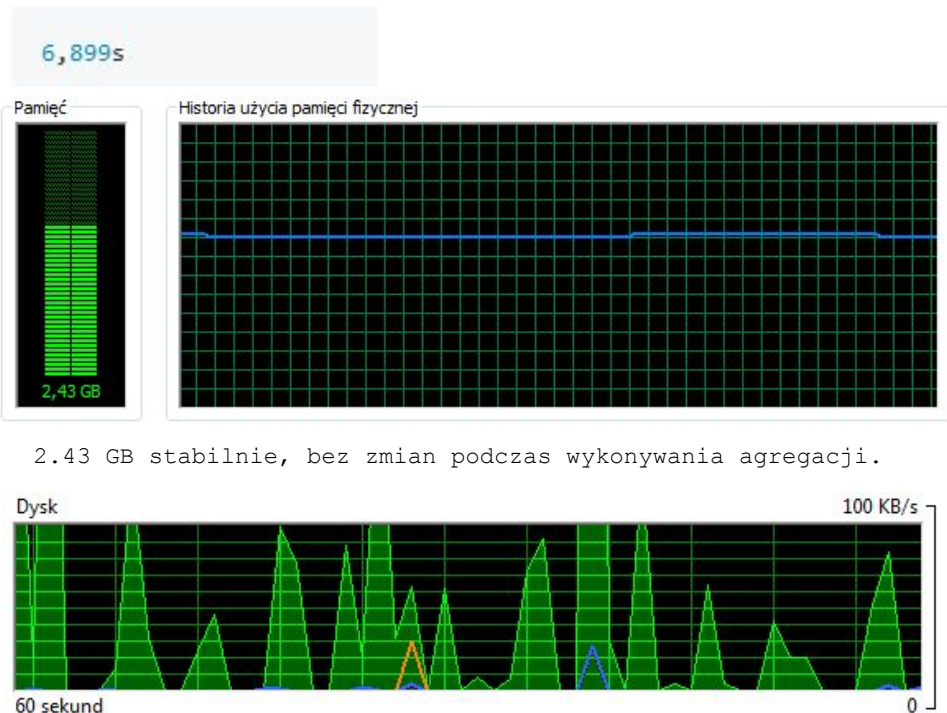 6,899s
Pamięć
Historia użycia pamięci fizycznej
2,43 GB
2.43 GB stabilnie, bez zmian podczas wykonywania agregacji.
Dysk
100 KB/s
60 sekund
0